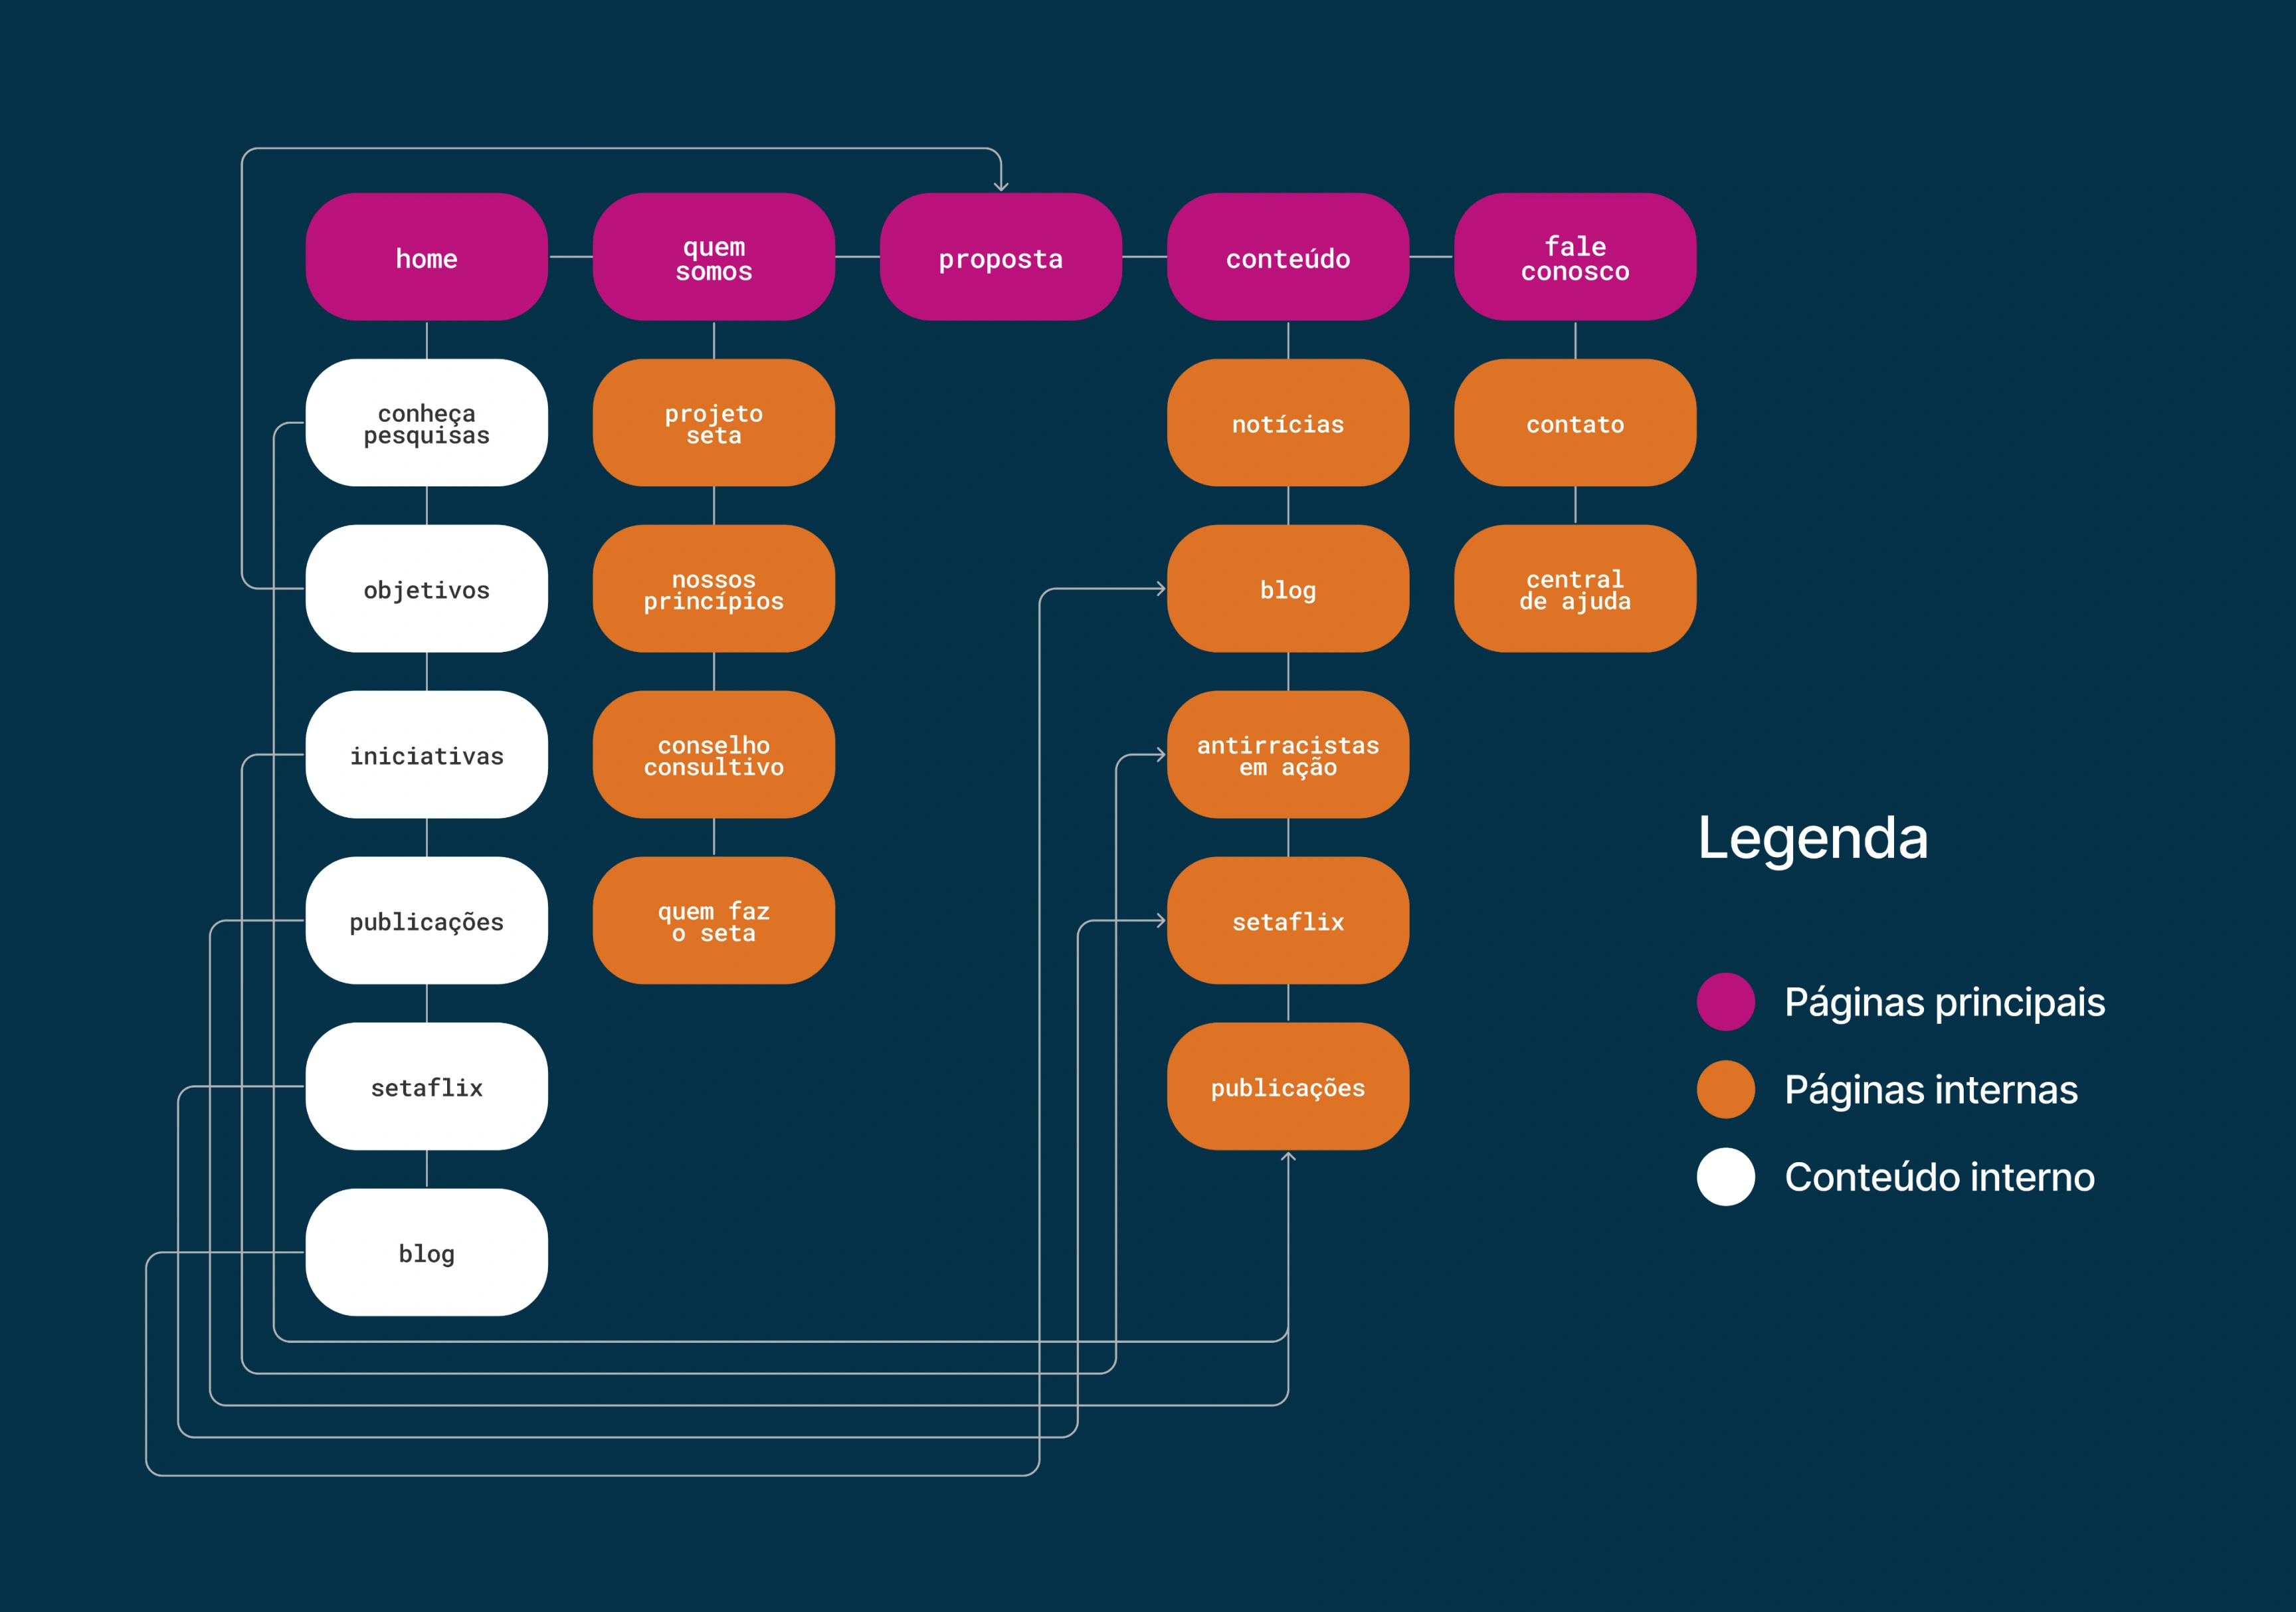 home
quem
somos
proposta
conteúdo
fale
conosco
conheça
pesquisas
projeto
seta
notícias
contato
objetivos
nossos
princípios
blog
central
de ajuda
iniciativas
conselho
consultivo
antirracistas
em ação
publicações
quem faz
o seta
setaflix
setaflix
publicações
blog
Legenda
Páginas principais
Páginas internas
Conteúdo interno